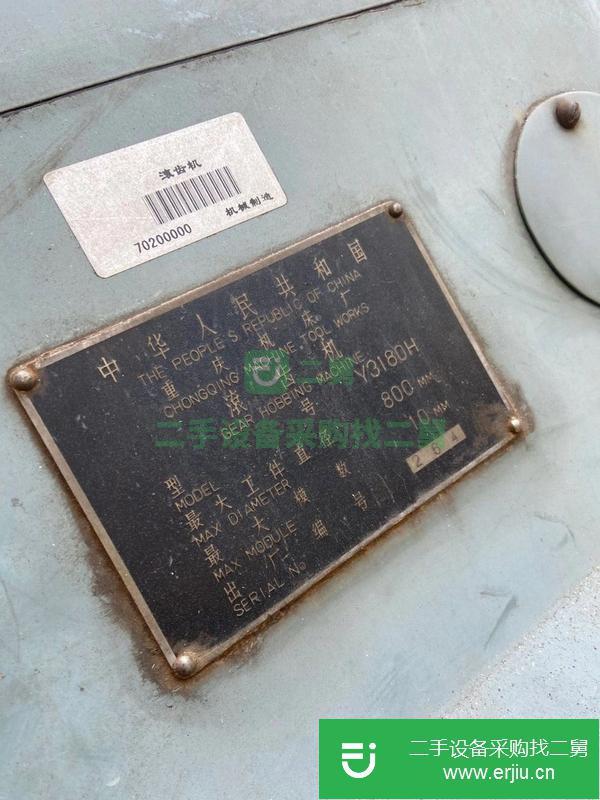 滚齿机
机械制造
70200000
中华人民共和国
THE PEOPLE'S REPUBLIC OF CHINA
重庆机床厂
CHONGQING MACHINE TOOL WORKS
滚齿机
GEAR HOBBING MACHINE
型号
MODEL Y3180H
最大工件直径
MAX DIAMETER 800 MM
最大模数
MAX MODULE 10 MM
出厂编号
SERIAL No 264
二舅
二手设备采购找二舅
二手设备采购找二舅
www.erjiu.cn